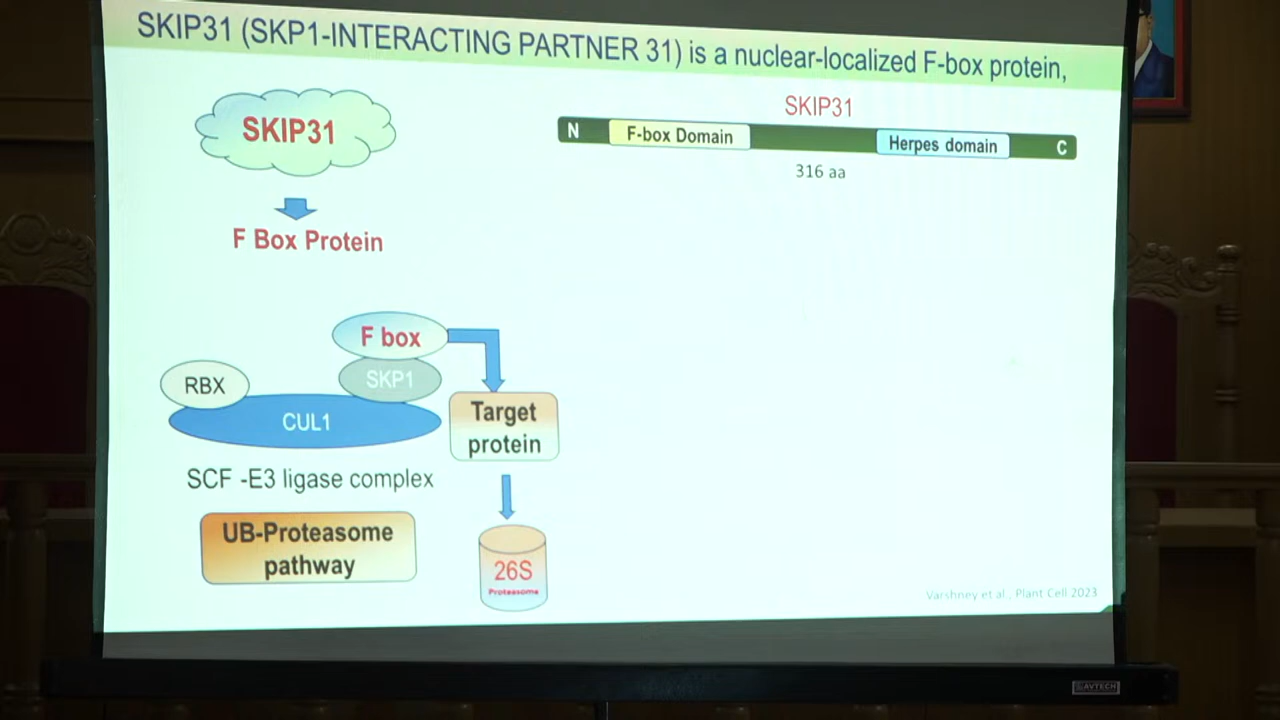 SKIP31 (SKP1-INTERACTING PARTNER 31) is a nuclear-localized F-box protein,
SKIP31
F Box Protein
SKIP31
N
F-box Domain
Herpes domain
C
316 aa
F box
SKP1
RBX
CUL1
Target
protein
SCF -E3 ligase complex
UB-Proteasome
pathway
26S
Proteasome
Varshney et al., Plant Cell 2023
AVTECH